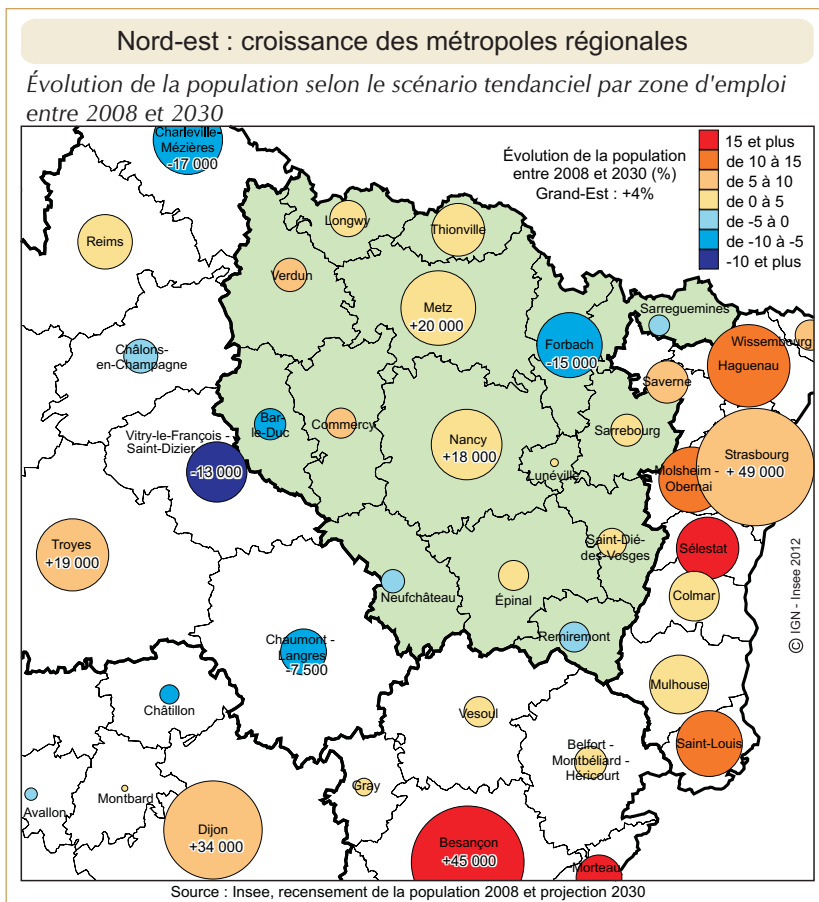 Nord-est : croissance des métropoles régionales
Évolution de la population selon le scénario tendanciel par zone d'emploi
entre 2008 et 2030
Charleville-
Mézières
-17 000
Évolution de la population
entre 2008 et 2030 (%)
Grand-Est : +4%
15 et plus
de 10 à 15
de 5 à 10
de 0 à 5
de -5 à 0
de -10 à -5
-10 et plus
Reims
Longwy
Thionville
Verdun
Metz
+20 000
Sarreguemines
Forbach
-15 000
Wissembourg
Haguenau
Châlons-
en-Champagne
Saverne
Bar-
le-Duc
Commercy
Nancy
+18 000
Sarrebourg
Vitry-le-François -
Saint-Dizier
-13 000
Lunéville
Strasbourg
+ 49 000
Molsheim -
Obernai
Troyes
+19 000
Saint-Dié-
des-Vosges
Sélestat
Neufchâteau
Épinal
Colmar
Chaumont -
Langres
-7 500
Remiremont
Mulhouse
Châtillon
Vesoul
Saint-Louis
Belfort -
Montbéliard -
Héricourt
Avallon
Montbard
Gray
Dijon
+34 000
Besançon
+45 000
Morteau
© IGN - Insee 2012
Source : Insee, recensement de la population 2008 et projection 2030